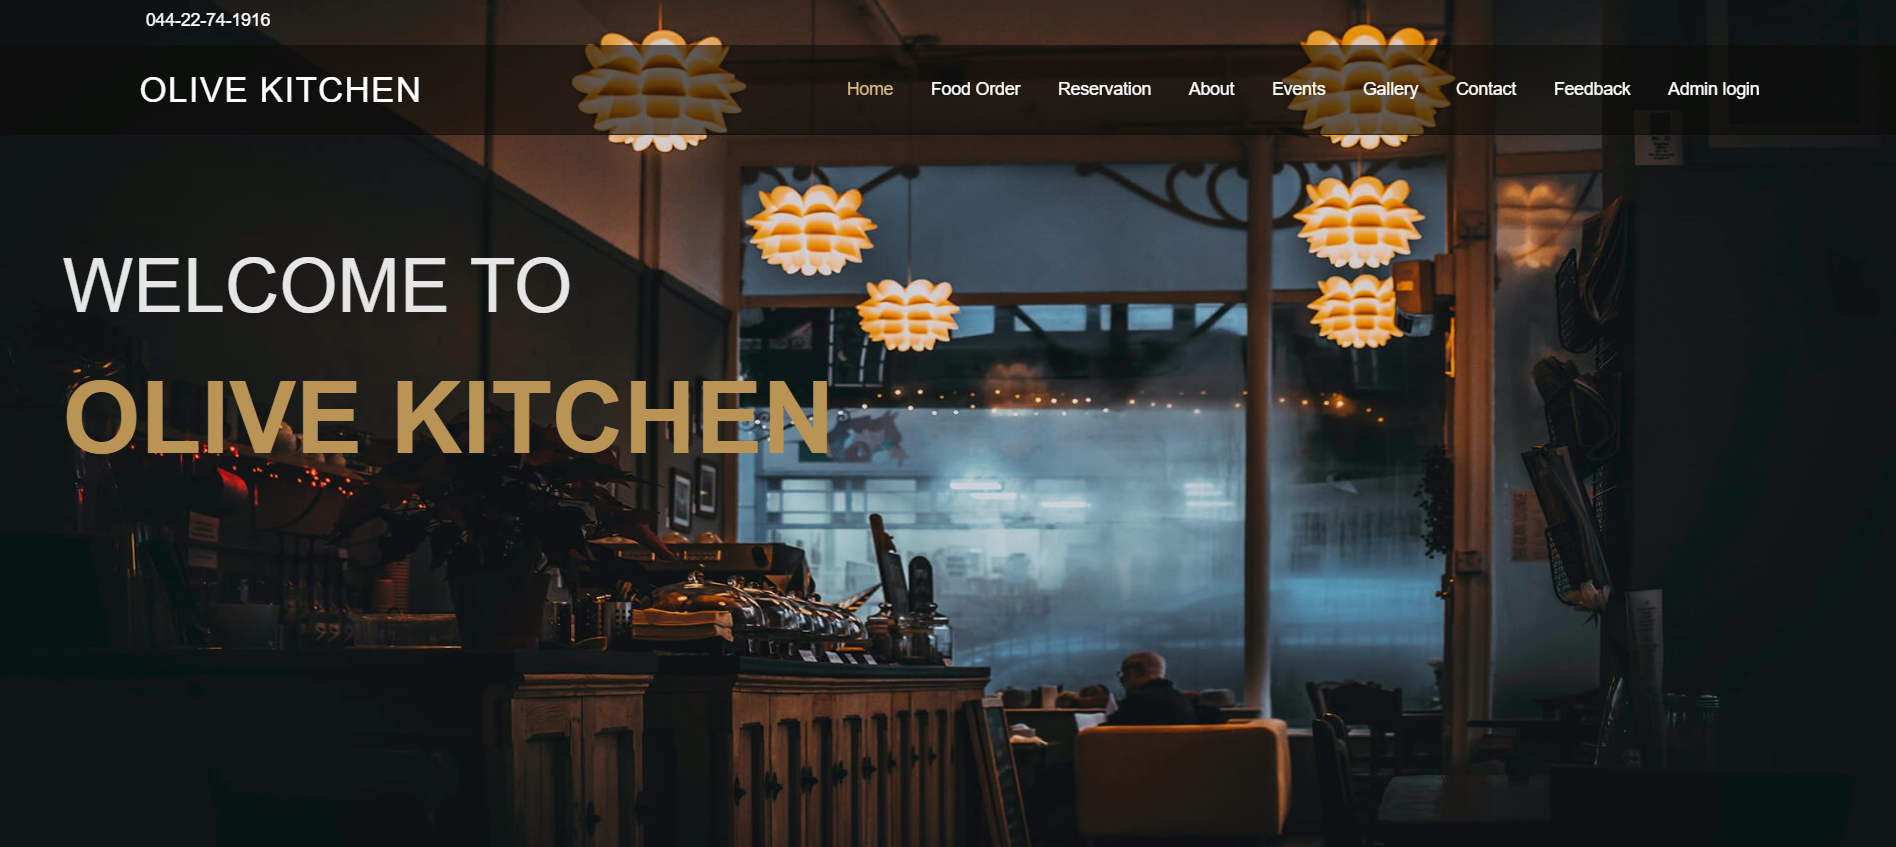 044-22-74-1916
OLIVE KITCHEN
Home Food Order Reservation About Events Gallery Contact Feedback Admin login
WELCOME TO
OLIVE KITCHEN